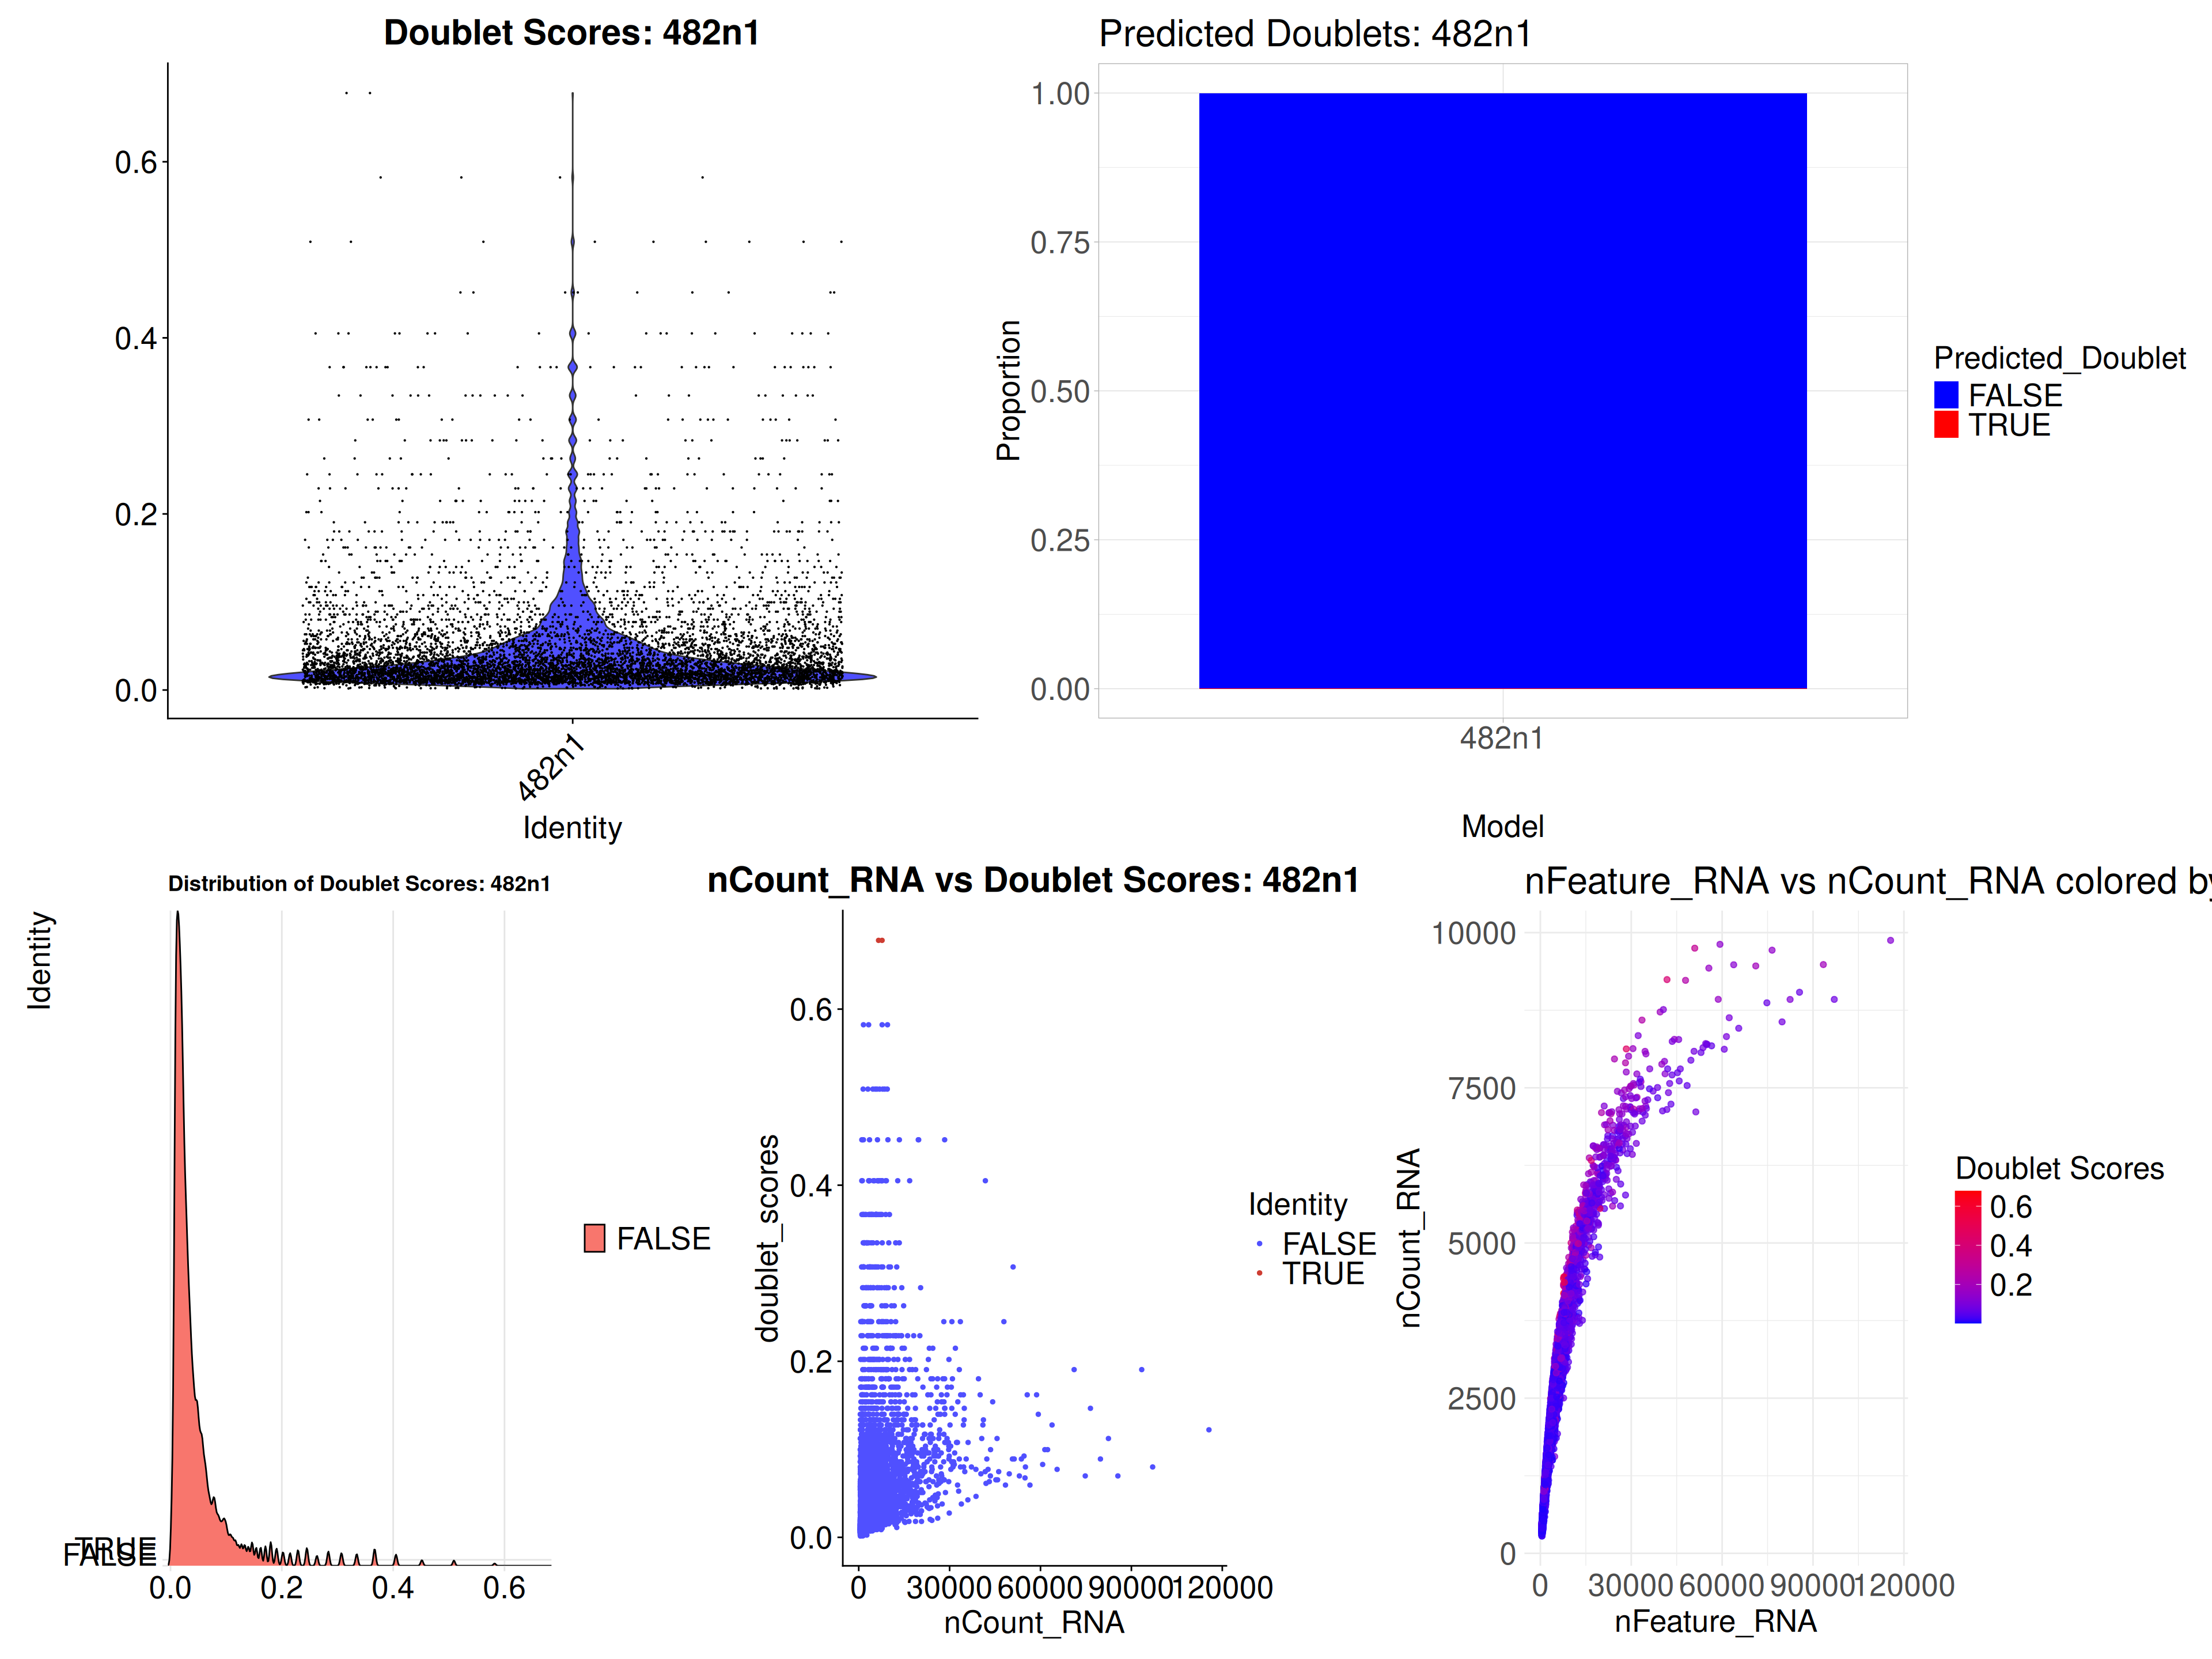 Doublet Scores: 482n1
0.6
0.4
0.2
0.0
482n1
Identity
Predicted Doublets: 482n1
Proportion
1.00
0.75
0.50
0.25
0.00
482n1
Model
Predicted_Doublet
FALSE
TRUE
Distribution of Doublet Scores: 482n1
Identity
TRUE
FALSE
0.0 0.2 0.4 0.6
FALSE
nCount_RNA vs Doublet Scores: 482n1
doublet_scores
0.6
0.4
0.2
0.0
0 30000 60000 90000 120000
nCount_RNA
Identity
FALSE
TRUE
nFeature_RNA vs nCount_RNA colored by
nCount_RNA
10000
7500
5000
2500
0
0 30000 60000 90000 120000
nFeature_RNA
Doublet Scores
0.6
0.4
0.2